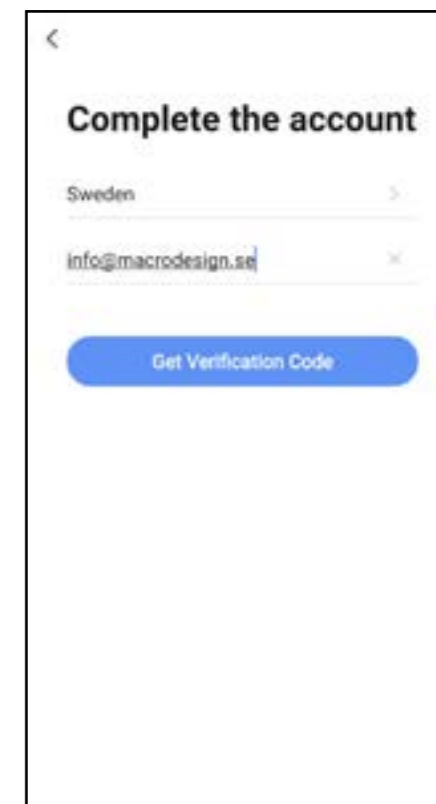 Complete the account
Sweden
info@macrodesign.se
Get Verification Code